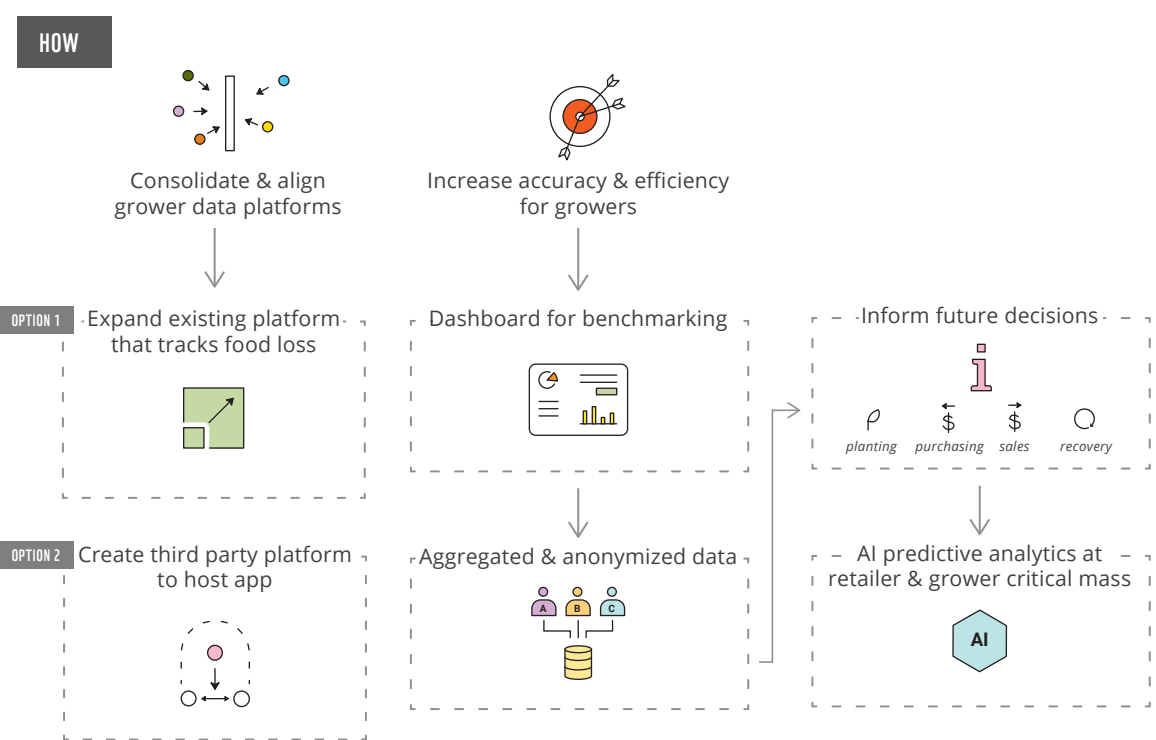 HOW
Consolidate & align
grower data platforms
Increase accuracy & efficiency
for growers
OPTION 1
Expand existing platform
that tracks food loss
Dashboard for benchmarking
Inform future decisions
i
$
$
planting
purchasing
sales
recovery
OPTION 2
Create third party platform
to host app
Aggregated & anonymized data
A
B
C
AI predictive analytics at
retailer & grower critical mass
AI